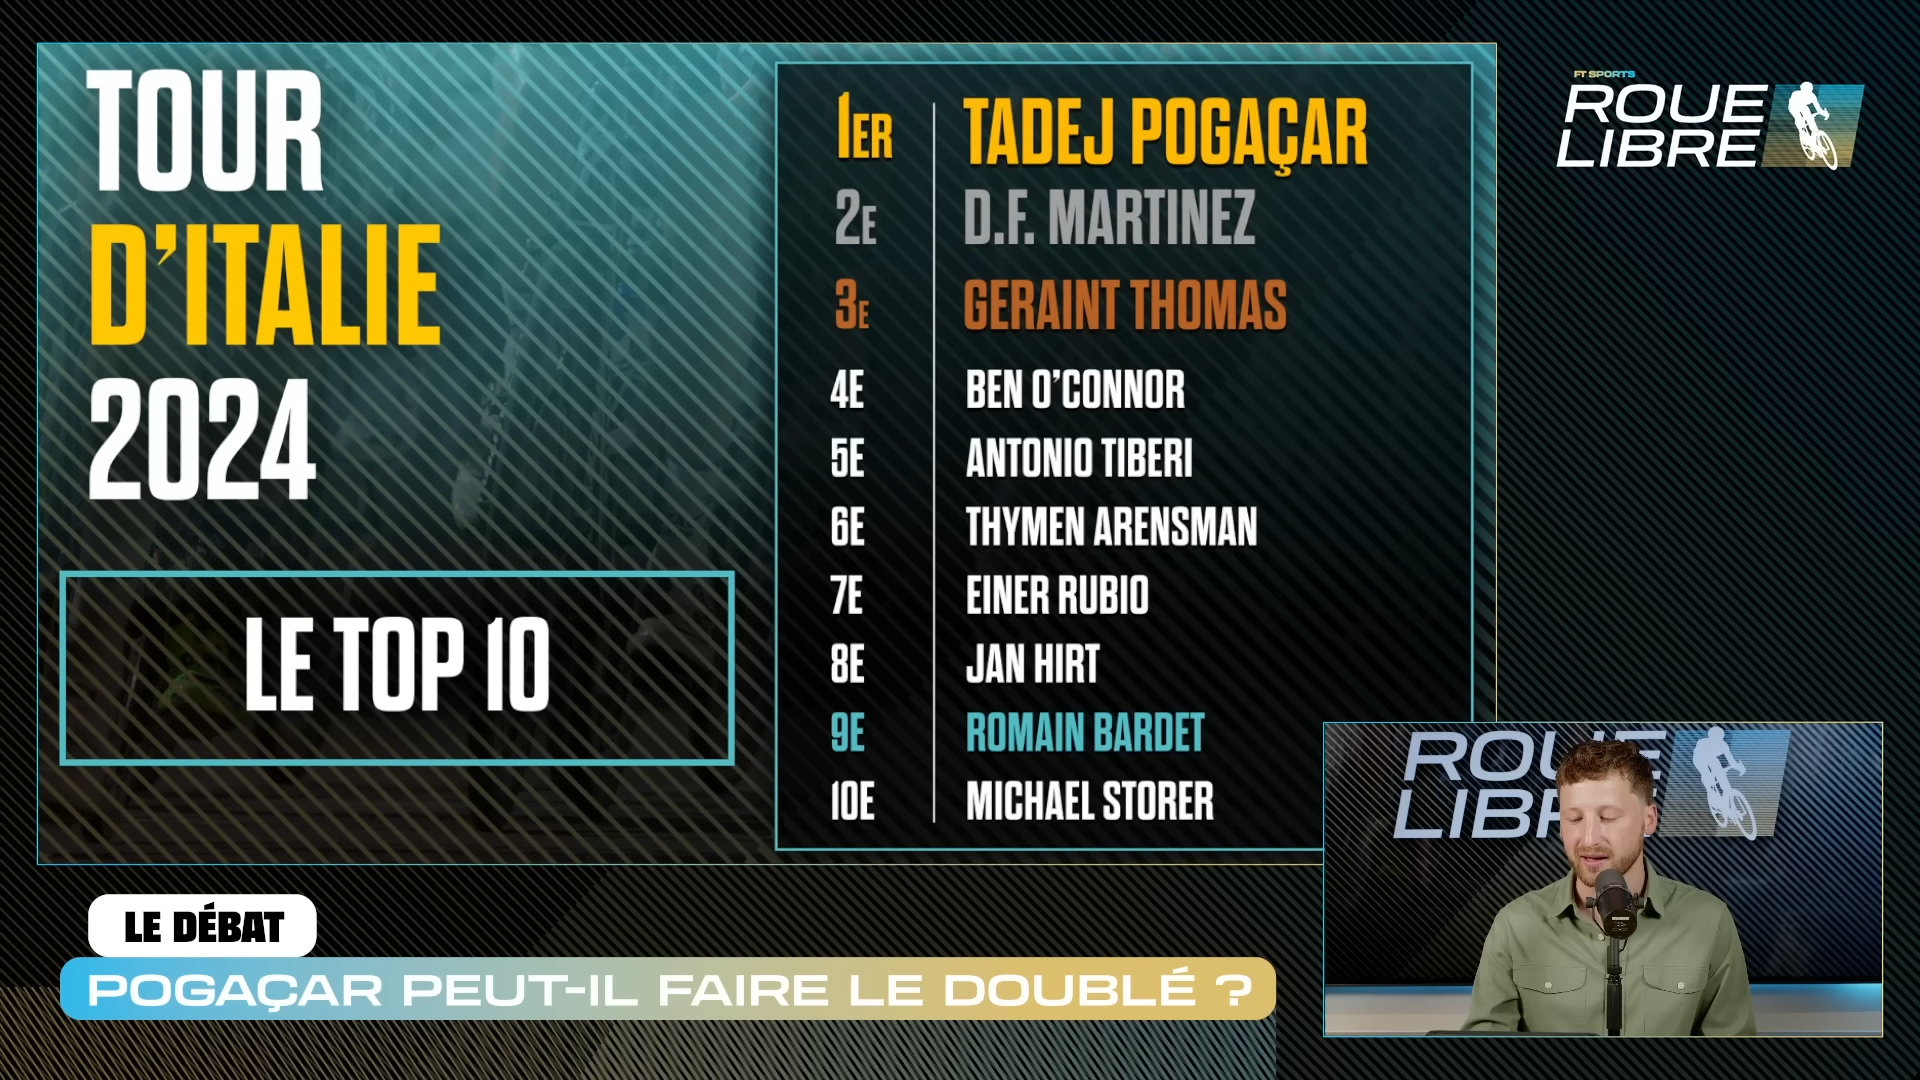 TOUR
D'ITALIE
2024
LE TOP 10
1ER TADEJ POGAÇAR
2E D.F. MARTINEZ
3E GERAINT THOMAS
4E BEN O'CONNOR
5E ANTONIO TIBERI
6E THYMEN ARENSMAN
7E EINER RUBIO
8E JAN HIRT
9E ROMAIN BARDET
10E MICHAEL STORER
FT SPORTS
ROUE
LIBRE
ROUE
LIBRE
LE DÉBAT
POGAÇAR PEUT-IL FAIRE LE DOUBLÉ ?